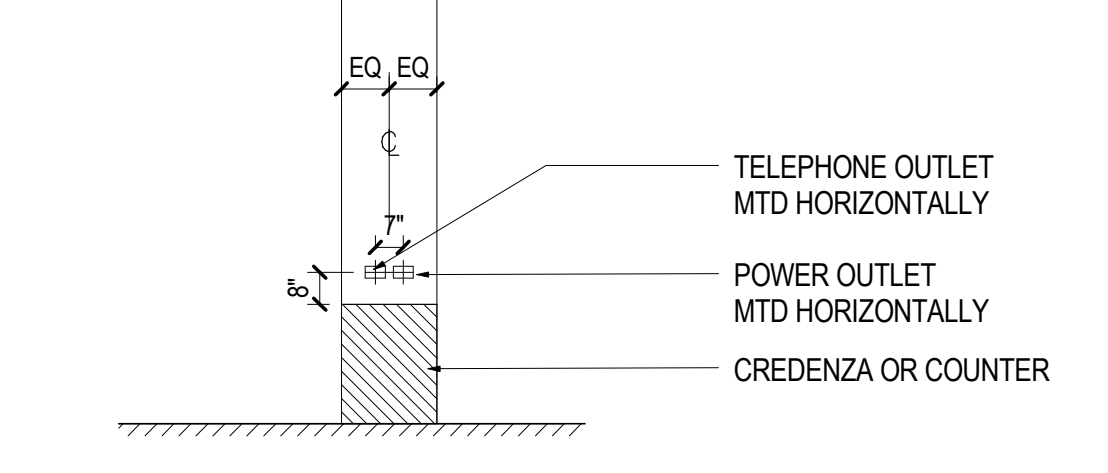 EQ EQ
℄
TELEPHONE OUTLET
MTD HORIZONTALLY
7"
8"
POWER OUTLET
MTD HORIZONTALLY
CREDENZA OR COUNTER